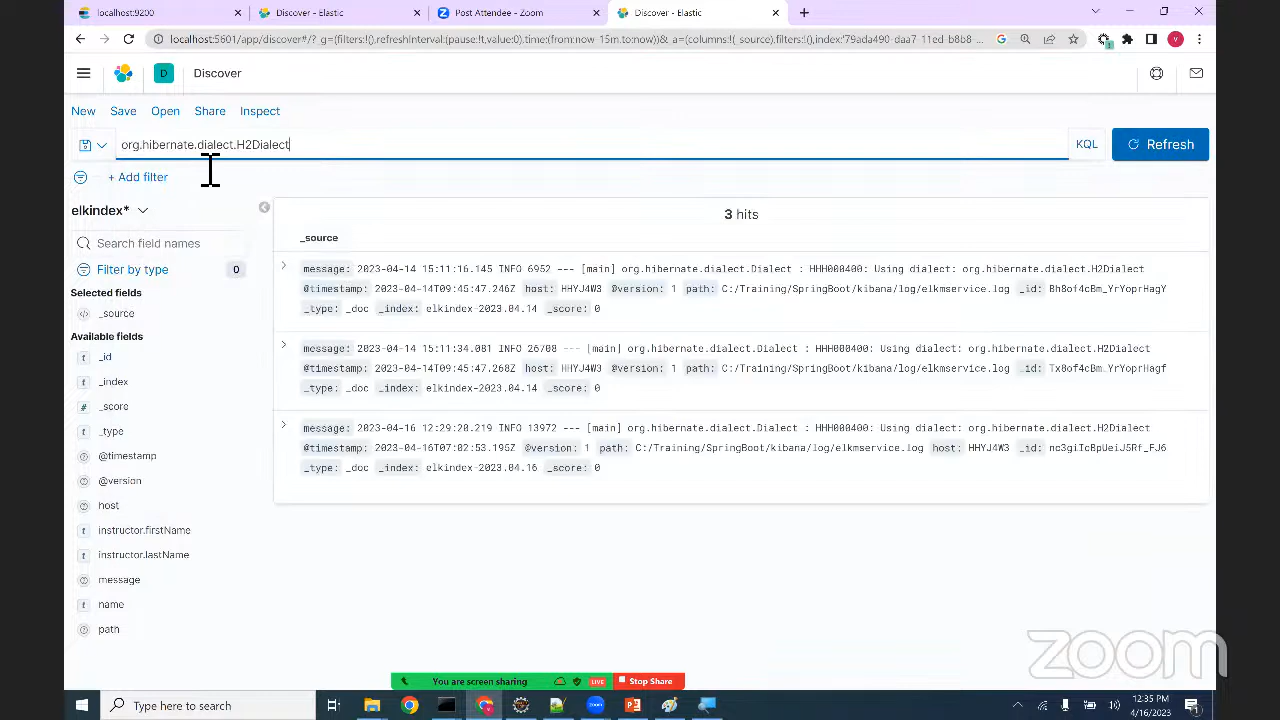 localhost:9200
Discover - Elastic
Post Attendee - Zoom
Discover - Elastic
localhost:5601/app/discover#/?_g=(filters:!(),refreshInterval:(pause:!t,value:0),time(from:now-15m,to:now))&_a=(columns:!(_source),filters:!(),index:'79ada490-daa7-11ed-b8b8-...
D
Discover
New Save Open Share Inspect
org.hibernate.dialect.H2Dialect
KQL
Refresh
+ Add filter
elkindex*
3 hits
Search field names
_source
Filter by type 0
message: 2023-04-14 15:11:16.145 INFO 6952 --- [main] org.hibernate.dialect.Dialect : HHH000400: Using dialect: org.hibernate.dialect.H2Dialect
@timestamp: 2023-04-14T09:45:47.246Z host: HHYJ4W3 @version: 1 path: C:/Training/SpringBoot/kibana/log/elkmservice.log _id: Bh8of4cBm_YrYoprHagY
_type: _doc _index: elkindex-2023.04.14 _score: 0
message: 2023-04-14 15:11:34.081 INFO 26708 --- [main] org.hibernate.dialect.Dialect : HHH000400: Using dialect: org.hibernate.dialect.H2Dialect
@timestamp: 2023-04-14T09:45:47.268Z host: HHYJ4W3 @version: 1 path: C:/Training/SpringBoot/kibana/log/elkmservice.log _id: Tx8of4cBm_YrYoprHagf
_type: _doc _index: elkindex-2023.04.14 _score: 0
message: 2023-04-16 12:29:20.219 INFO 13972 --- [main] org.hibernate.dialect.Dialect : HHH000400: Using dialect: org.hibernate.dialect.H2Dialect
@timestamp: 2023-04-16T07:02:53.195Z @version: 1 path: C:/Training/SpringBoot/kibana/log/elkmservice.log host: HHYJ4W3 _id: nc3giIcBpUeiJ5Rf_FJ6
_type: _doc _index: elkindex-2023.04.16 _score: 0
Selected fields
_source
Available fields
t _id
t _index
# _score
t _type
@timestamp
@version
host
t instructor.firstName
t instructor.lastName
message
t name
path
zoom
You are screen sharing LIVE Stop Share
Type here to search
12:35 PM
4/16/2023